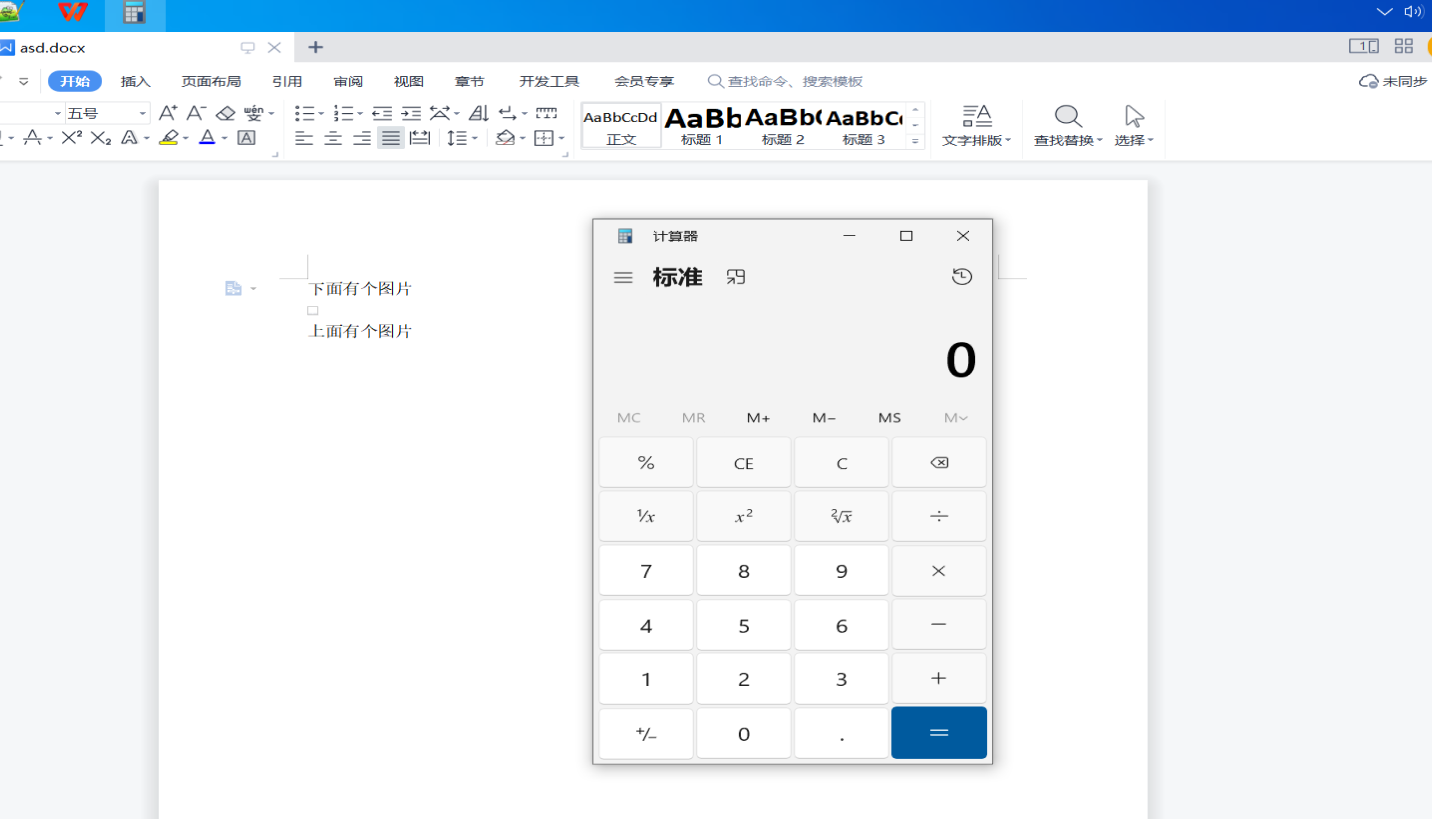 asd.docx
1
开始 插入 页面布局 引用 审阅 视图 章节 开发工具 会员专享 查找命令、搜索模板 未同步
五号 A⁺ A⁻ wén
X² X₂ A A A
AaBbCcDd AaBb AaBb AaBbC
正文 标题 1 标题 2 标题 3 文字排版 查找替换 选择
下面有个图片
上面有个图片
计算器
标准
0
MC MR M+ M− MS M
% CE C
¹⁄x x² ²√x ÷
7 8 9 ×
4 5 6 −
1 2 3 +
+/− 0 . =